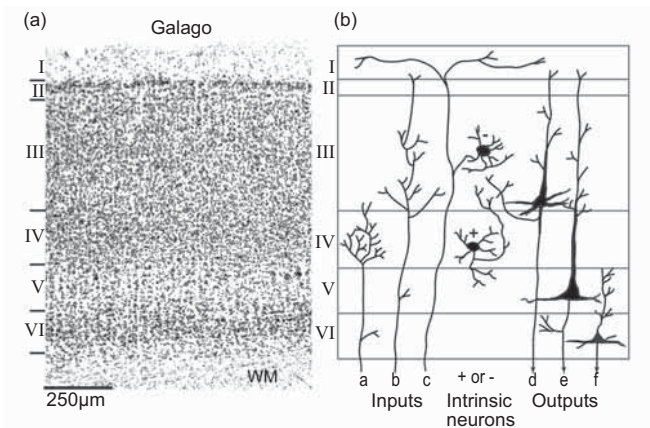 (a)
Galago
I
II
III
IV
V
VI
WM
250µm
(b)
I
II
III
IV
V
VI
-
+
a b c + or - d e f
Inputs Intrinsic Outputs
neurons